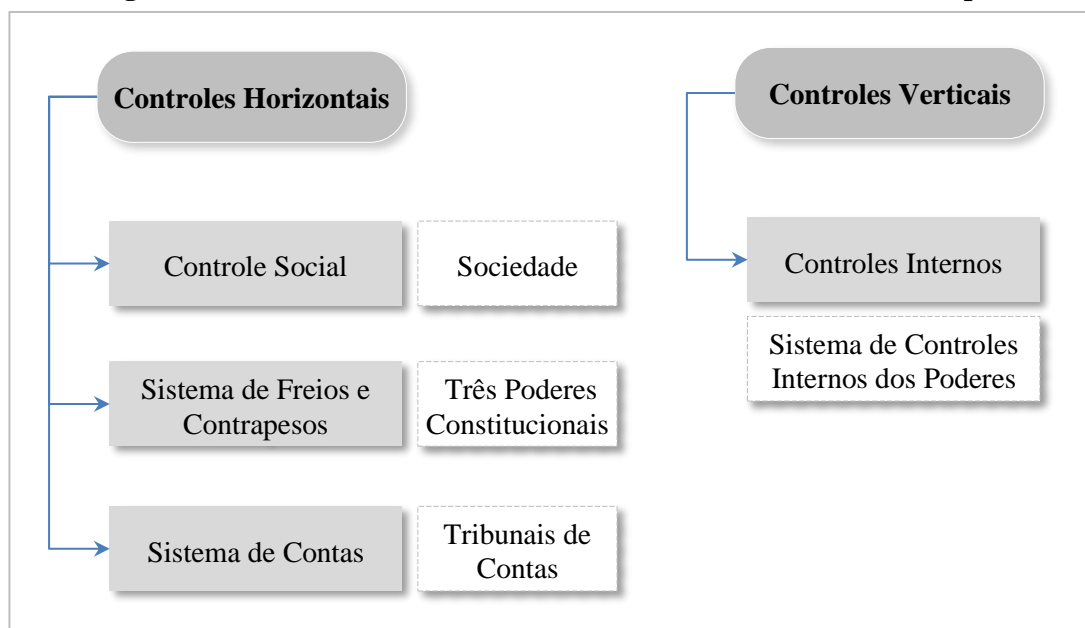 Controles Horizontais
Controles Verticais
Controle Social
Sociedade
Controles Internos
Sistema de Controles
Internos dos Poderes
Sistema de Freios e
Contrapesos
Três Poderes
Constitucionais
Sistema de Contas
Tribunais de
Contas